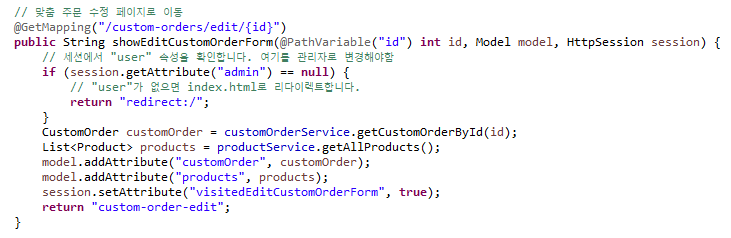 // 맞춤 주문 수정 페이지로 이동
@GetMapping("/custom-orders/edit/{id}")
public String showEditCustomOrderForm(@PathVariable("id") int id, Model model, HttpSession session) {
    // 세션에서 "user" 속성을 확인합니다. 여기를 관리자로 변경해야함
    if (session.getAttribute("admin") == null) {
        // "user"가 없으면 index.html로 리다이렉트합니다.
        return "redirect:/";
    }
    CustomOrder customOrder = customOrderService.getCustomOrderById(id);
    List<Product> products = productService.getAllProducts();
    model.addAttribute("customOrder", customOrder);
    model.addAttribute("products", products);
    session.setAttribute("visitedEditCustomOrderForm", true);
    return "custom-order-edit";
}